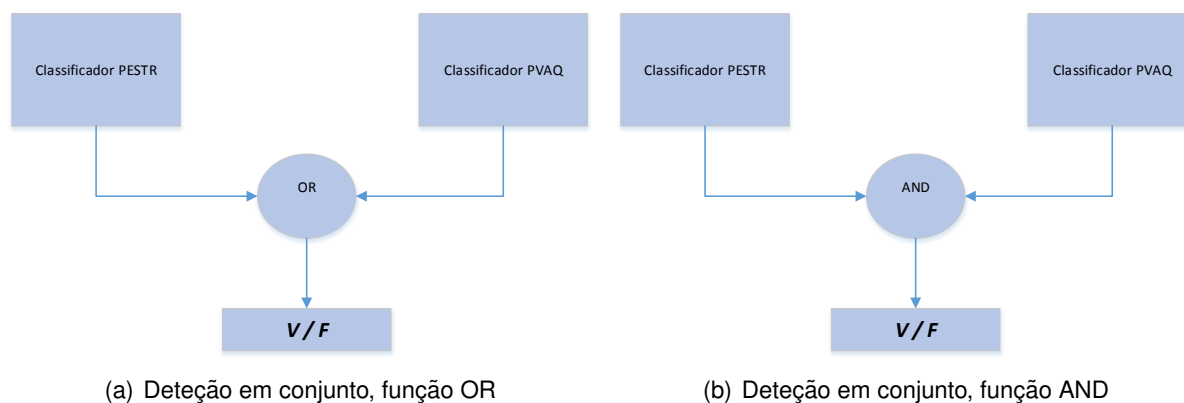 Classificador PESTR
Classificador PVAQ
OR
V / F
(a) Deteção em conjunto, função OR
Classificador PESTR
Classificador PVAQ
AND
V / F
(b) Deteção em conjunto, função AND